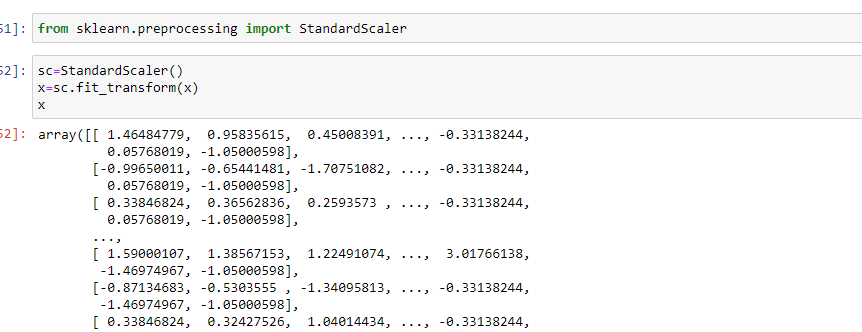 51]: from sklearn.preprocessing import StandardScaler
52]: sc=StandardScaler()
x=sc.fit_transform(x)
x
52]: array([[ 1.46484779,  0.95835615,  0.45008391, ..., -0.33138244,
         0.05768019, -1.05000598],
       [-0.99650011, -0.65441481, -1.70751082, ..., -0.33138244,
         0.05768019, -1.05000598],
       [ 0.33846824,  0.36562836,  0.2593573 , ..., -0.33138244,
         0.05768019, -1.05000598],
       ...,
       [ 1.59000107,  1.38567153,  1.22491074, ...,  3.01766138,
        -1.46974967, -1.05000598],
       [-0.87134683, -0.5303555 , -1.34095813, ..., -0.33138244,
        -1.46974967, -1.05000598],
       [ 0.33846824,  0.32427526,  1.04014434, ..., -0.33138244,